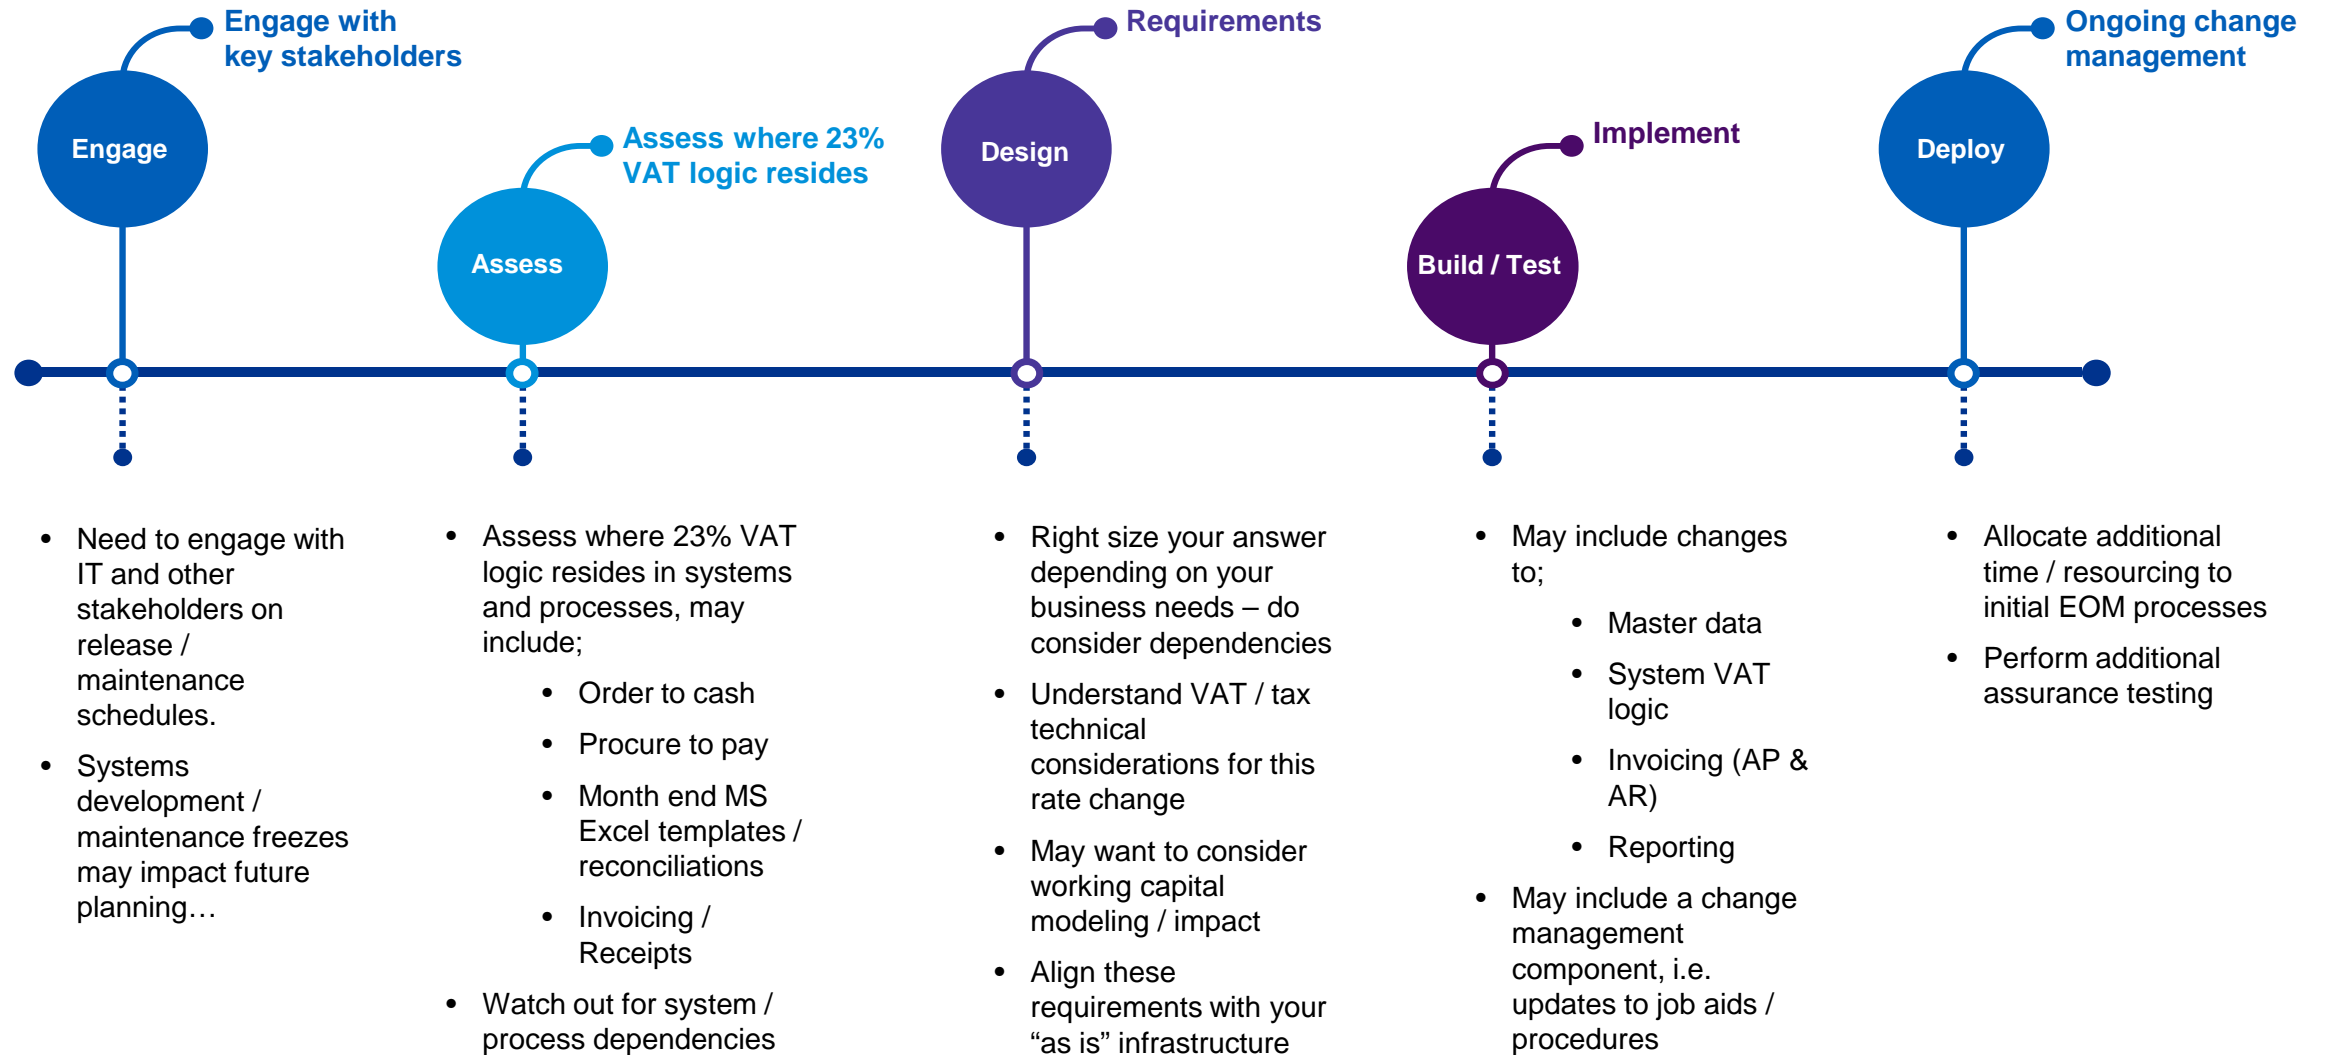 Engage with
key stakeholders
Requirements
Ongoing change
management
Assess where 23%
VAT logic resides
Implement
Engage
Design
Deploy
Assess
Build / Test
• Need to engage with
IT and other
stakeholders on
release /
maintenance
schedules.
• Systems
development /
maintenance freezes
may impact future
planning…
• Assess where 23% VAT
logic resides in systems
and processes, may
include;
• Order to cash
• Procure to pay
• Month end MS
Excel templates /
reconciliations
• Invoicing /
Receipts
• Watch out for system /
process dependencies
• Right size your answer
depending on your
business needs – do
consider dependencies
• Understand VAT / tax
technical
considerations for this
rate change
• May want to consider
working capital
modeling / impact
• Align these
requirements with your
“as is” infrastructure
• May include changes
to;
• Master data
• System VAT
logic
• Invoicing (AP &
AR)
• Reporting
• May include a change
management
component, i.e.
updates to job aids /
procedures
• Allocate additional
time / resourcing to
initial EOM processes
• Perform additional
assurance testing